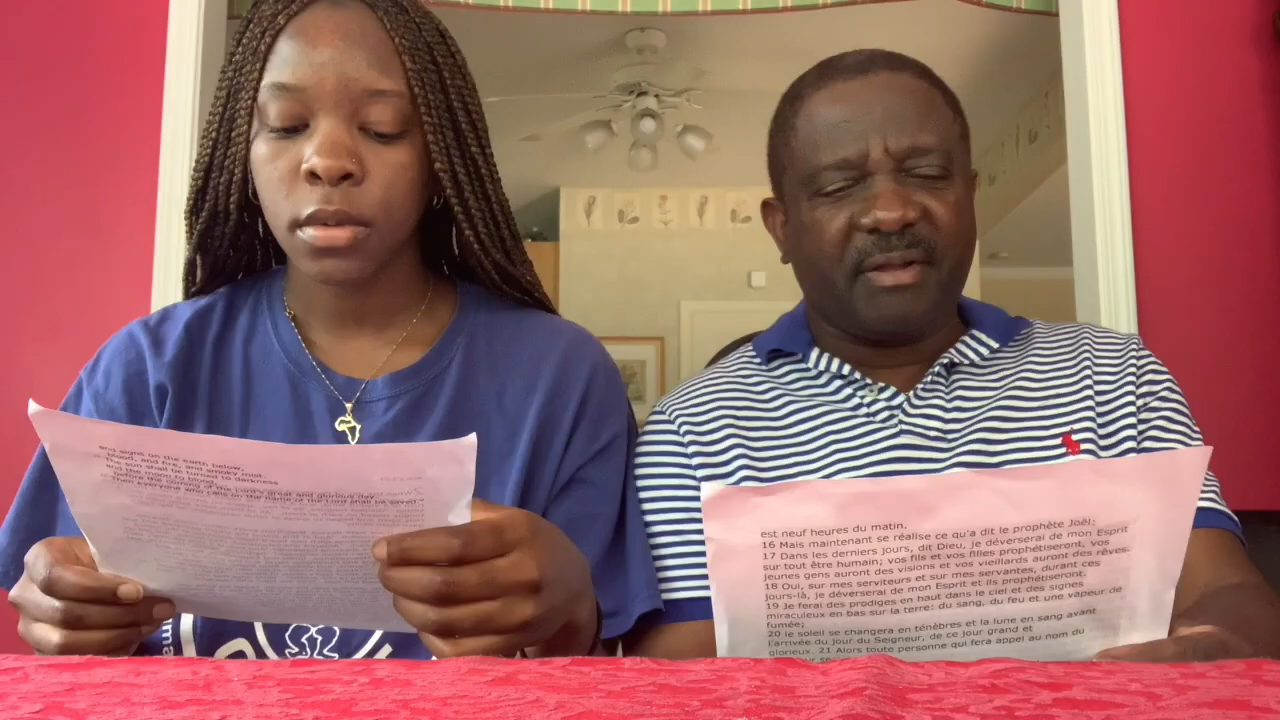 and signs on the earth below,
blood, and fire, and smoky mist.
The sun shall be turned to darkness
and the mono to blood,
before the coming of the Lord's great and glorious day.
Then everyone who calls on the name of the Lord shall be saved."
est neuf heures du matin.
16 Mais maintenant se réalise ce qu'a dit le prophète Joël:
17 Dans les derniers jours, dit Dieu, je déverserai de mon Esprit
sur tout être humain; vos fils et vos filles prophétiseront, vos
jeunes gens auront des visions et vos vieillards auront des rêves.
18 Oui, sur mes serviteurs et sur mes servantes, durant ces
jours-là, je déverserai de mon Esprit et ils prophétiseront.
19 Je ferai des prodiges en haut dans le ciel et des signes
miraculeux en bas sur la terre: du sang, du feu et une vapeur de
fumée;
20 le soleil se changera en ténèbres et la lune en sang avant
l'arrivée du jour du Seigneur, de ce jour grand et
glorieux. 21 Alors toute personne qui fera appel au nom du